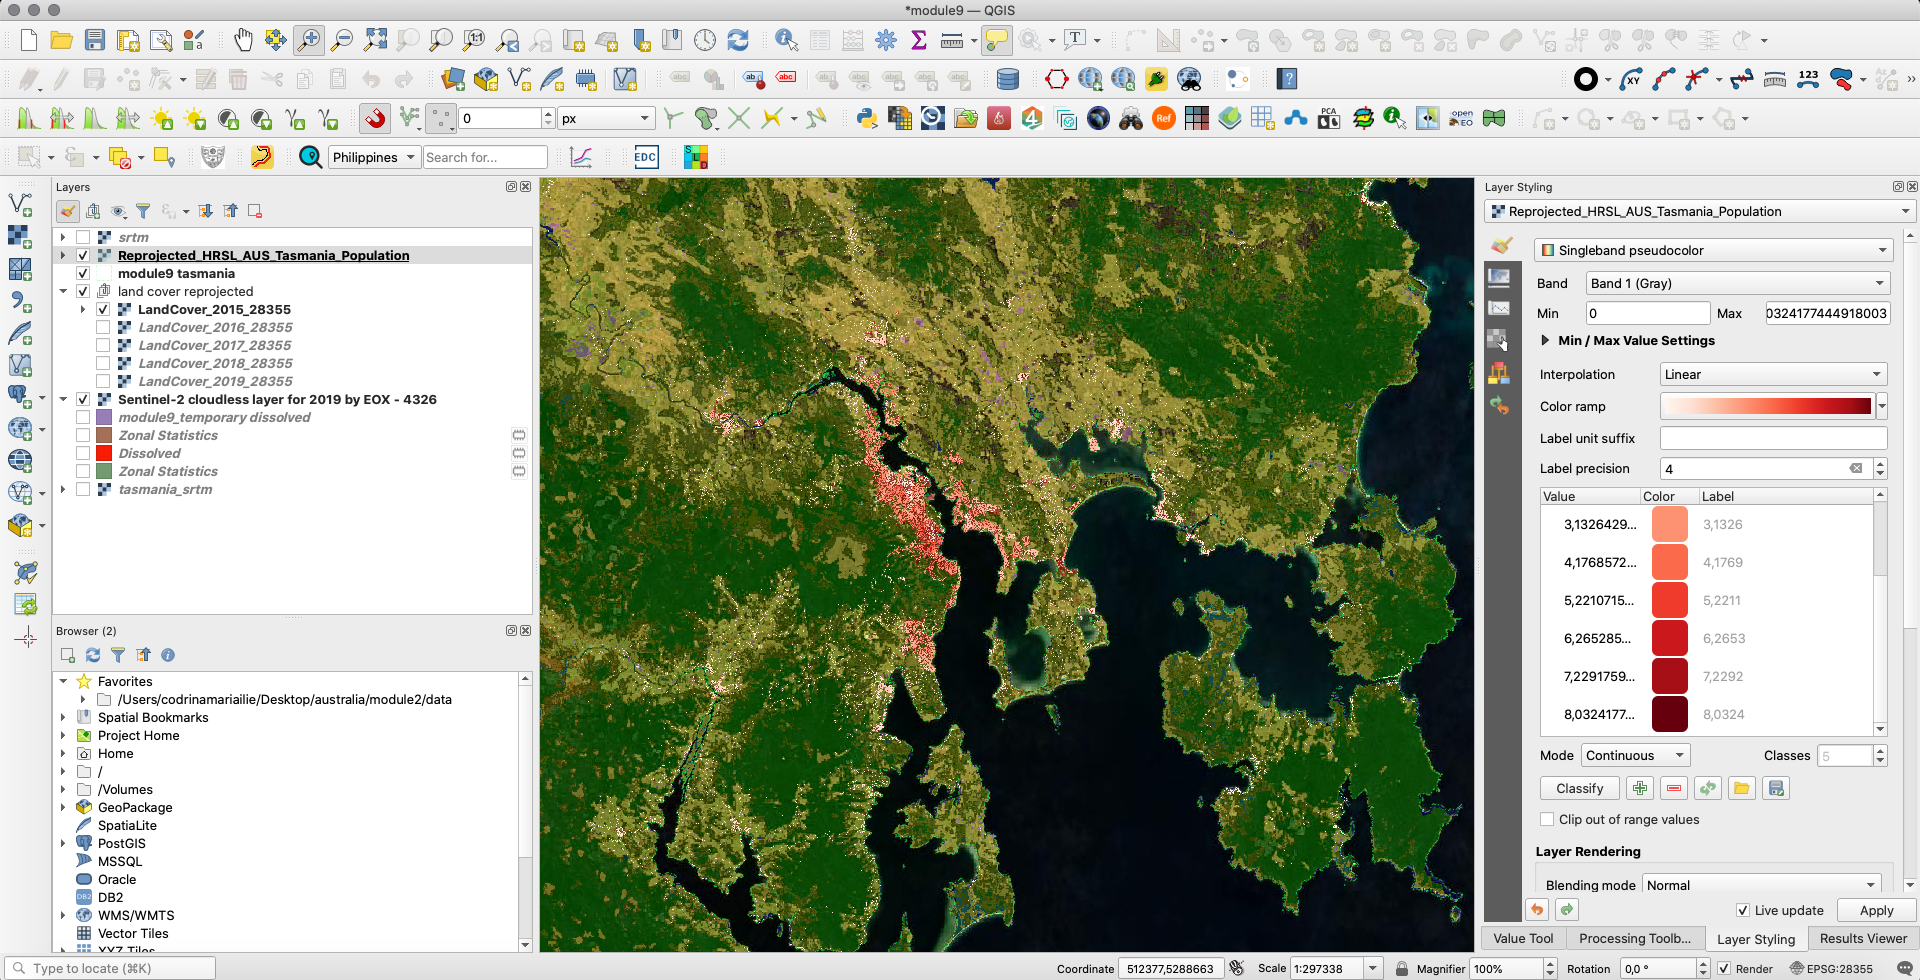 *module9 — QGIS
0
px
Philippines
Search for...
EDC
Layers
srtm
Reprojected_HRSL_AUS_Tasmania_Population
module9 tasmania
land cover reprojected
LandCover_2015_28355
LandCover_2016_28355
LandCover_2017_28355
LandCover_2018_28355
LandCover_2019_28355
Sentinel-2 cloudless layer for 2019 by EOX - 4326
module9_temporary dissolved
Zonal Statistics
Dissolved
Zonal Statistics
tasmania_srtm
Browser (2)
Favorites
/Users/codrinamariailie/Desktop/australia/module2/data
Spatial Bookmarks
Project Home
Home
/
/Volumes
GeoPackage
SpatiaLite
PostGIS
MSSQL
Oracle
DB2
WMS/WMTS
Vector Tiles
XYZ Tiles
Layer Styling
Reprojected_HRSL_AUS_Tasmania_Population
Singleband pseudocolor
Band Band 1 (Gray)
Min 0 Max 0324177444918003
Min / Max Value Settings
Interpolation Linear
Color ramp
Label unit suffix
Label precision 4
Value Color Label
3,1326429... 3,1326
4,1768572... 4,1769
5,2210715... 5,2211
6,265285... 6,2653
7,2291759... 7,2292
8,0324177... 8,0324
Mode Continuous Classes 5
Classify
Clip out of range values
Layer Rendering
Blending mode Normal
Live update Apply
Value Tool Processing Toolb... Layer Styling Results Viewer
Type to locate (⌘K) Coordinate 512377,5288663 Scale 1:297338 Magnifier 100% Rotation 0,0 ° Render EPSG:28355